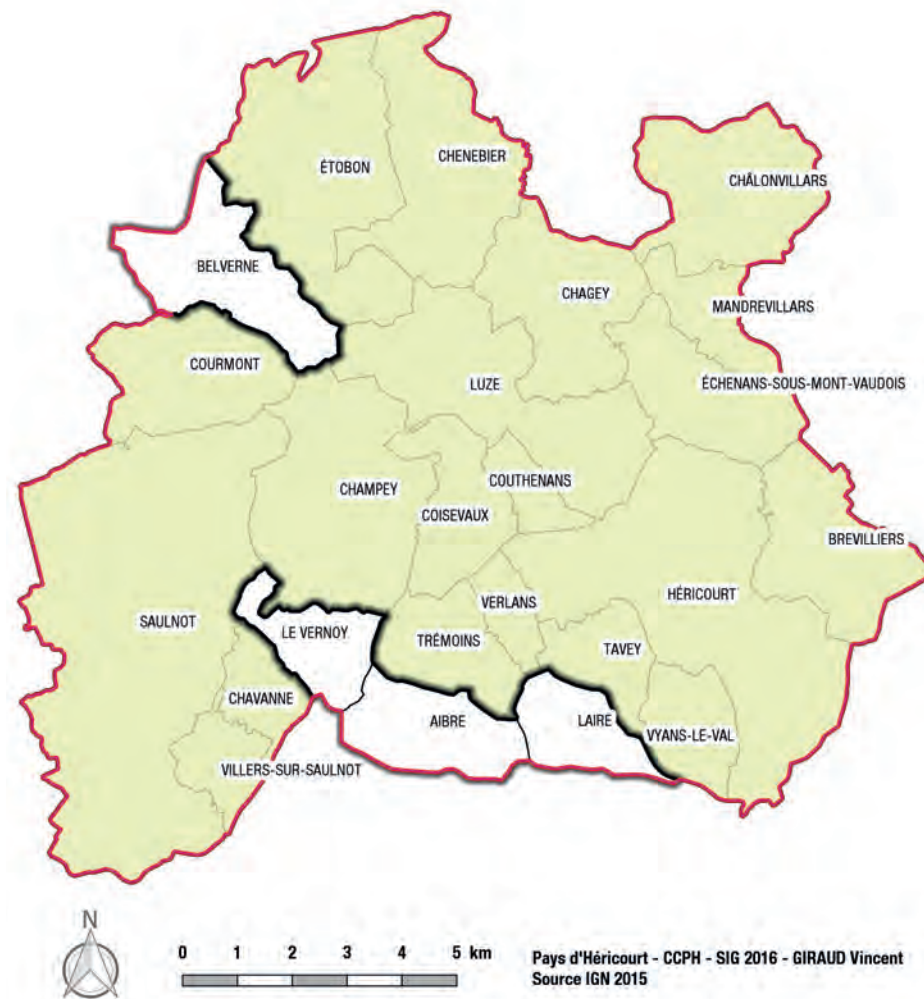 ÉTOBON
CHENEBIER
CHÂLONVILLARS
BELVERNE
CHAGEY
MANDREVILLARS
COURMONT
LUZE
ÉCHENANS-SOUS-MONT-VAUDOIS
CHAMPEY
COUTHENANS
COISEVAUX
BREVILLIERS
HÉRICOURT
VERLANS
SAULNOT
LE VERNOY
TRÉMOINS
TAVEY
CHAVANNE
AIBRE
LAIRE
VYANS-LE-VAL
VILLERS-SUR-SAULNOT
N
0 1 2 3 4 5 km
Pays d'Héricourt - CCPH - SIG 2016 - GIRAUD Vincent
Source IGN 2015